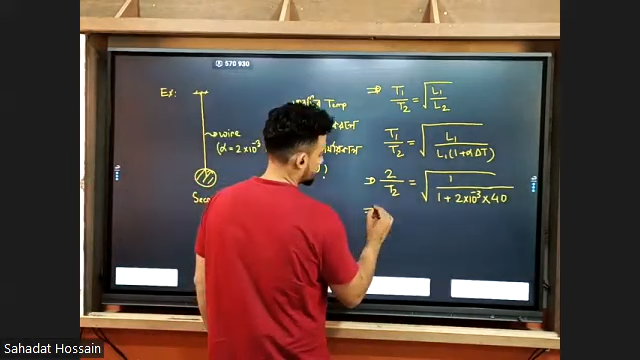 570 930
Ex:
wire
(α = 2×10⁻³
Sec
Temp
⇒ T₁/T₂ = √(L₁/L₂)
T₁/T₂ = √(L₁/L₁(1+αΔT))
⇒ 2/T₂ = √(1/1+2×10⁻³×40)
Sahadat Hossain